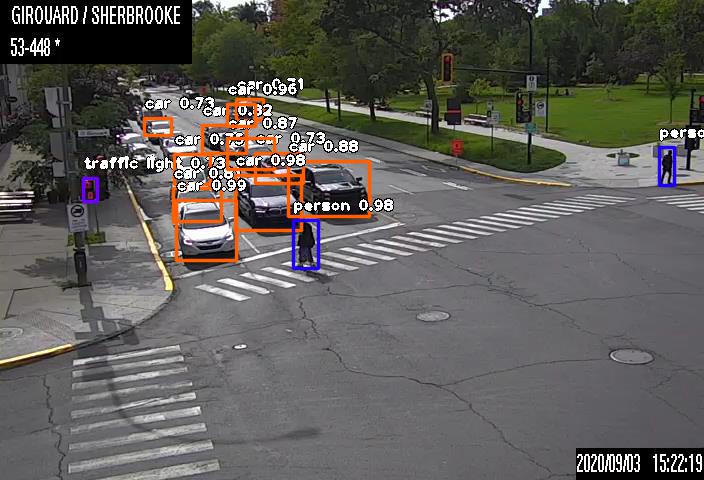 GIROUARD / SHERBROOKE
53-448 *
car 0.96
car 0.73
car 0.87
car 0.88
traffic light 0.73
car 0.98
car 0.99
person 0.98
perso
2020/09/03 15:22:19